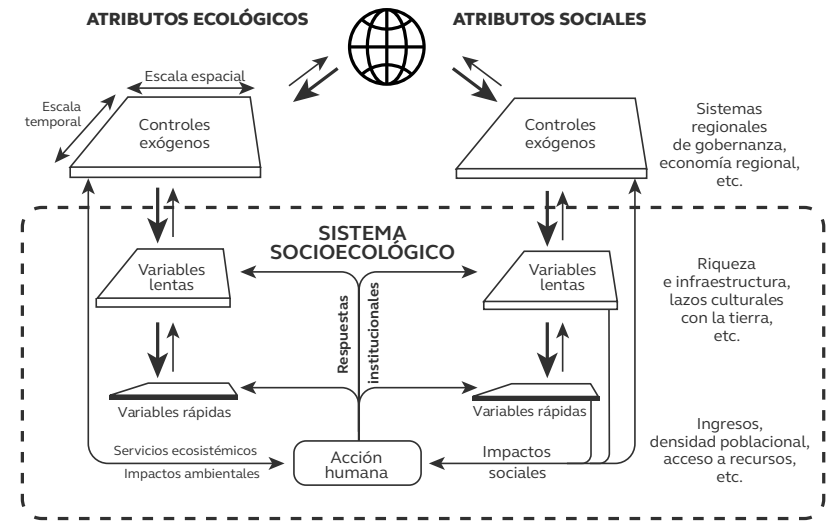 ATRIBUTOS ECOLÓGICOS
ATRIBUTOS SOCIALES
Escala espacial
Escala
temporal
Controles
exógenos
Controles
exógenos
Sistemas
regionales
de gobernanza,
economía regional,
etc.
SISTEMA
SOCIOECOLÓGICO
Variables
lentas
Variables
lentas
Riqueza
e infraestructura,
lazos culturales
con la tierra,
etc.
Respuestas
institucionales
Variables rápidas
Variables rápidas
Ingresos,
densidad poblacional,
acceso a recursos,
etc.
Servicios ecosistémicos
Impactos ambientales
Acción
humana
Impactos
sociales